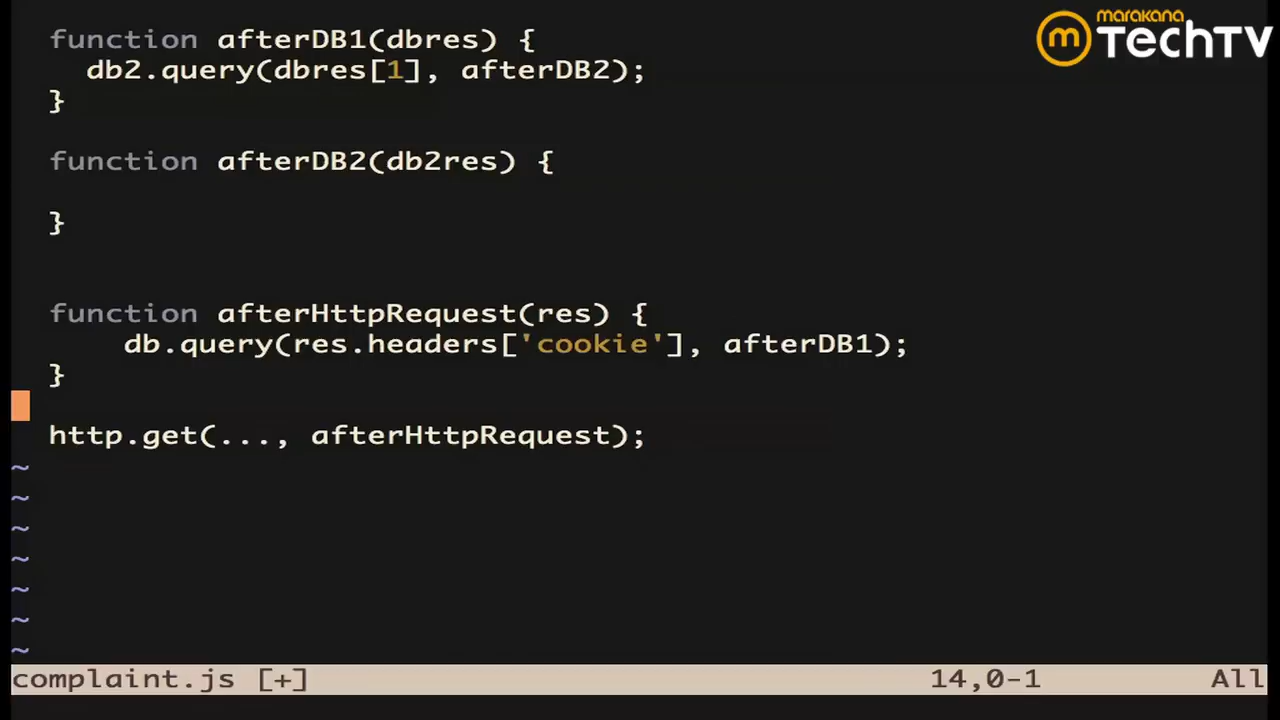 marakana
TechTV
function afterDB1(dbres) {
  db2.query(dbres[1], afterDB2);
}
function afterDB2(db2res) {
}
function afterHttpRequest(res) {
    db.query(res.headers['cookie'], afterDB1);
}
http.get(..., afterHttpRequest);
~
~
~
~
~
~
~
complaint.js [+] 14,0-1 All